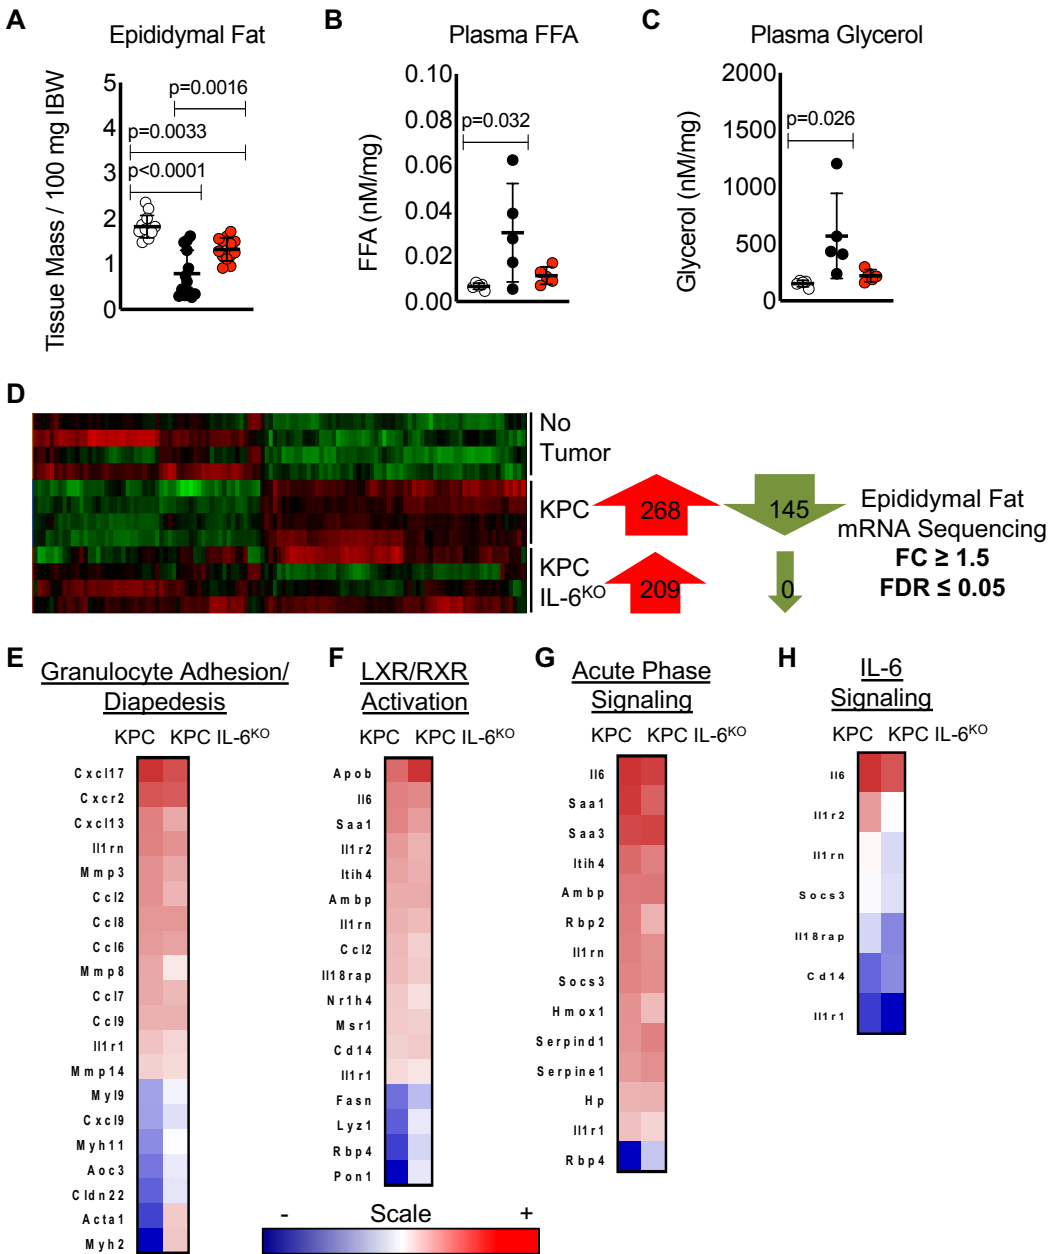 A
Epididymal Fat
Tissue Mass / 100 mg IBW
5
4
3
2
1
0
p=0.0016
p=0.0033
p<0.0001
B
Plasma FFA
FFA (nM/mg)
0.10
0.08
0.06
0.04
0.02
0.00
p=0.032
C
Plasma Glycerol
Glycerol (nM/mg)
2000
1500
1000
500
0
p=0.026
D
No
Tumor
KPC
KPC
IL-6KO
268
145
209
0
Epididymal Fat
mRNA Sequencing
FC ≥ 1.5
FDR ≤ 0.05
E
Granulocyte Adhesion/
Diapedesis
KPC KPC IL-6KO
Cxcl17
Cxcr2
Cxcl13
Il1rn
Mmp3
Ccl2
Ccl8
Ccl6
Mmp8
Ccl7
Ccl9
Il1r1
Mmp14
Myl9
Cxcl9
Myh11
Aoc3
Cldn22
Acta1
Myh2
F
LXR/RXR
Activation
KPC KPC IL-6KO
Apob
Il6
Saa1
Il1r2
Itih4
Ambp
Il1rn
Ccl2
Il18rap
Nr1h4
Msr1
Cd14
Il1r1
Fasn
Lyz1
Rbp4
Pon1
G
Acute Phase
Signaling
KPC KPC IL-6KO
Il6
Saa1
Saa3
Itih4
Ambp
Rbp2
Il1rn
Socs3
Hmox1
Serpind1
Serpine1
Hp
Il1r1
Rbp4
H
IL-6
Signaling
KPC KPC IL-6KO
Il6
Il1r2
Il1rn
Socs3
Il18rap
Cd14
Il1r1
- Scale +